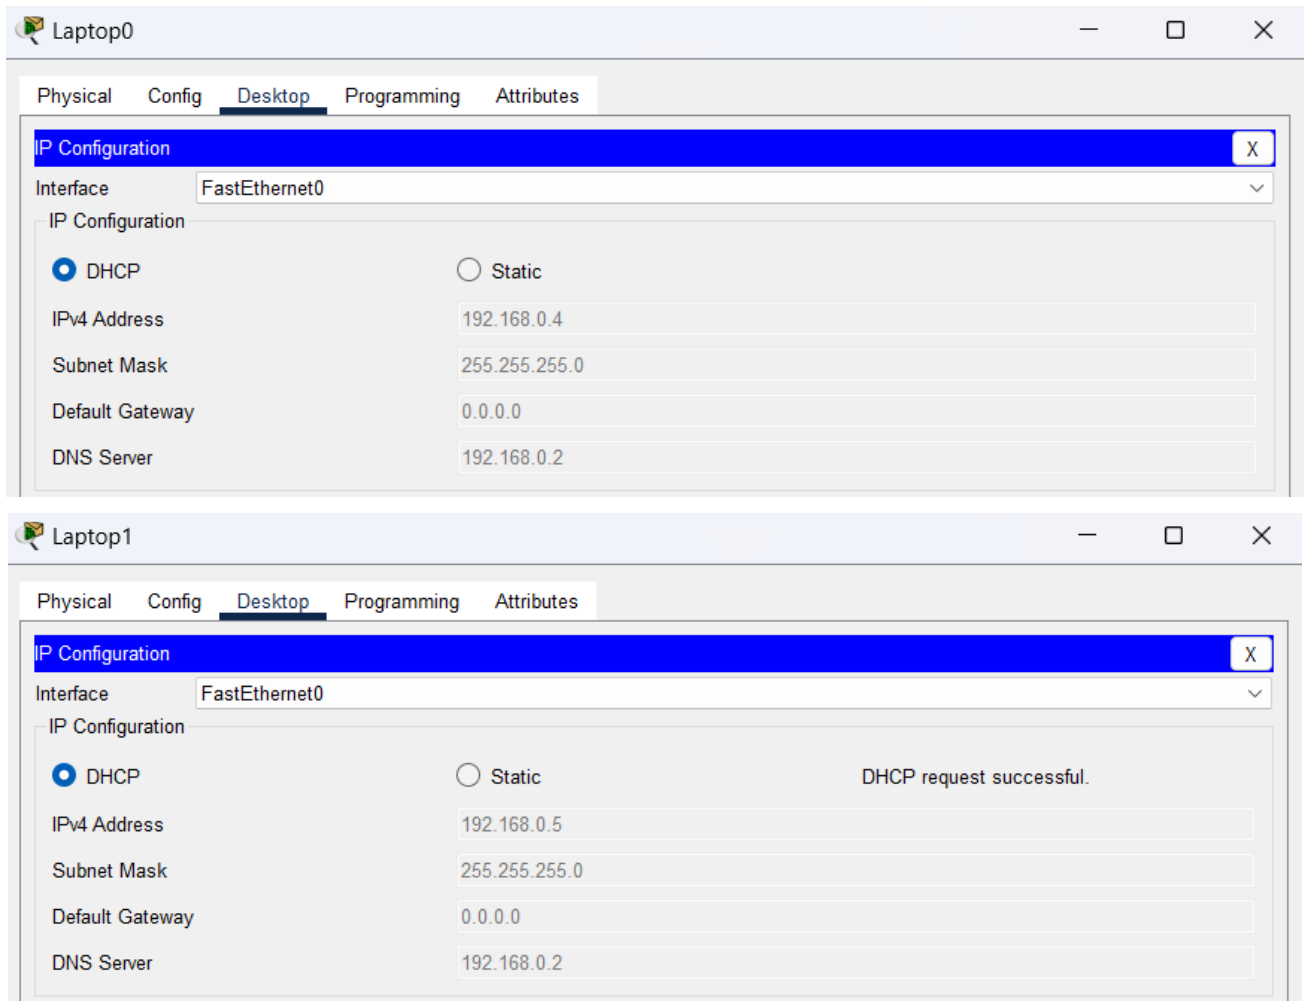 Laptop0
Physical Config Desktop Programming Attributes
IP Configuration X
Interface FastEthernet0
IP Configuration
DHCP Static
IPv4 Address 192.168.0.4
Subnet Mask 255.255.255.0
Default Gateway 0.0.0.0
DNS Server 192.168.0.2
Laptop1
Physical Config Desktop Programming Attributes
IP Configuration X
Interface FastEthernet0
IP Configuration
DHCP Static DHCP request successful.
IPv4 Address 192.168.0.5
Subnet Mask 255.255.255.0
Default Gateway 0.0.0.0
DNS Server 192.168.0.2